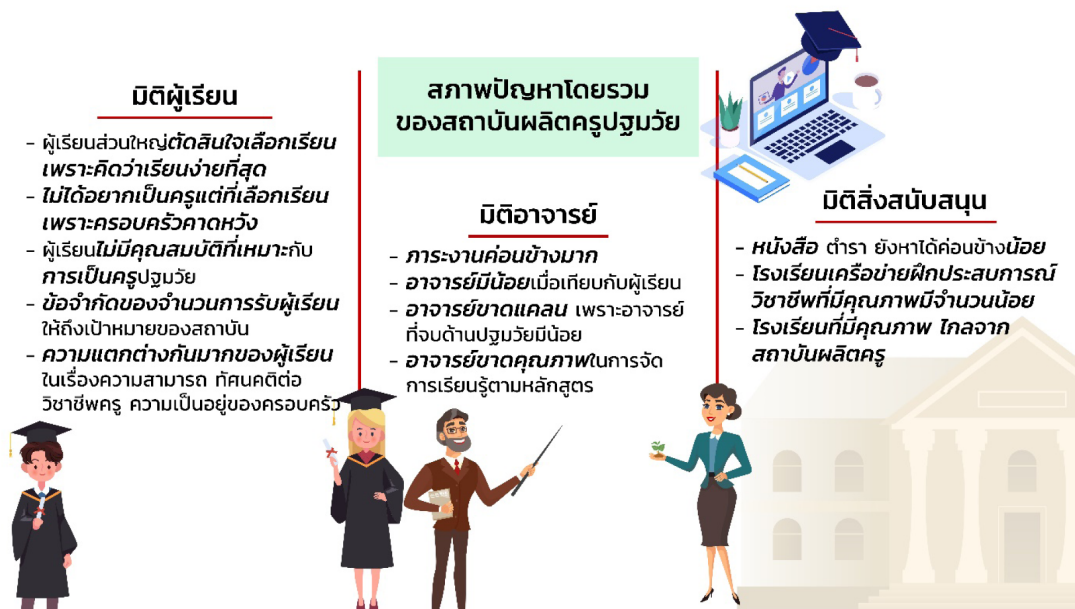 สภาพปัญหาโดยรวม
ของสถาบันผลิตครูปฐมวัย
มิติผู้เรียน
- ผู้เรียนส่วนใหญ่ตัดสินใจเลือกเรียน
เพราะคิดว่าเรียนง่ายที่สุด
- ไม่ได้อยากเป็นครูแต่ที่เลือกเรียน
เพราะครอบครัวคาดหวัง
- ผู้เรียนไม่มีคุณสมบัติที่เหมาะกับ
การเป็นครูปฐมวัย
- ข้อจำกัดของจำนวนการรับผู้เรียน
ให้ถึงเป้าหมายของสถาบัน
- ความแตกต่างกันมากของผู้เรียน
ในเรื่องความสามารถ ทัศนคติต่อ
วิชาชีพครู ความเป็นอยู่ของครอบครัว
มิติอาจารย์
- ภาระงานค่อนข้างมาก
- อาจารย์มีน้อยเมื่อเทียบกับผู้เรียน
- อาจารย์ขาดแคลน เพราะอาจารย์
ที่จบด้านปฐมวัยมีน้อย
- อาจารย์ขาดคุณภาพในการจัด
การเรียนรู้ตามหลักสูตร
มิติสิ่งสนับสนุน
- หนังสือ ตำรา ยังหาได้ค่อนข้างน้อย
- โรงเรียนเครือข่ายฝึกประสบการณ์
วิชาชีพที่มีคุณภาพมีจำนวนน้อย
- โรงเรียนที่มีคุณภาพ ไกลจาก
สถาบันผลิตครู